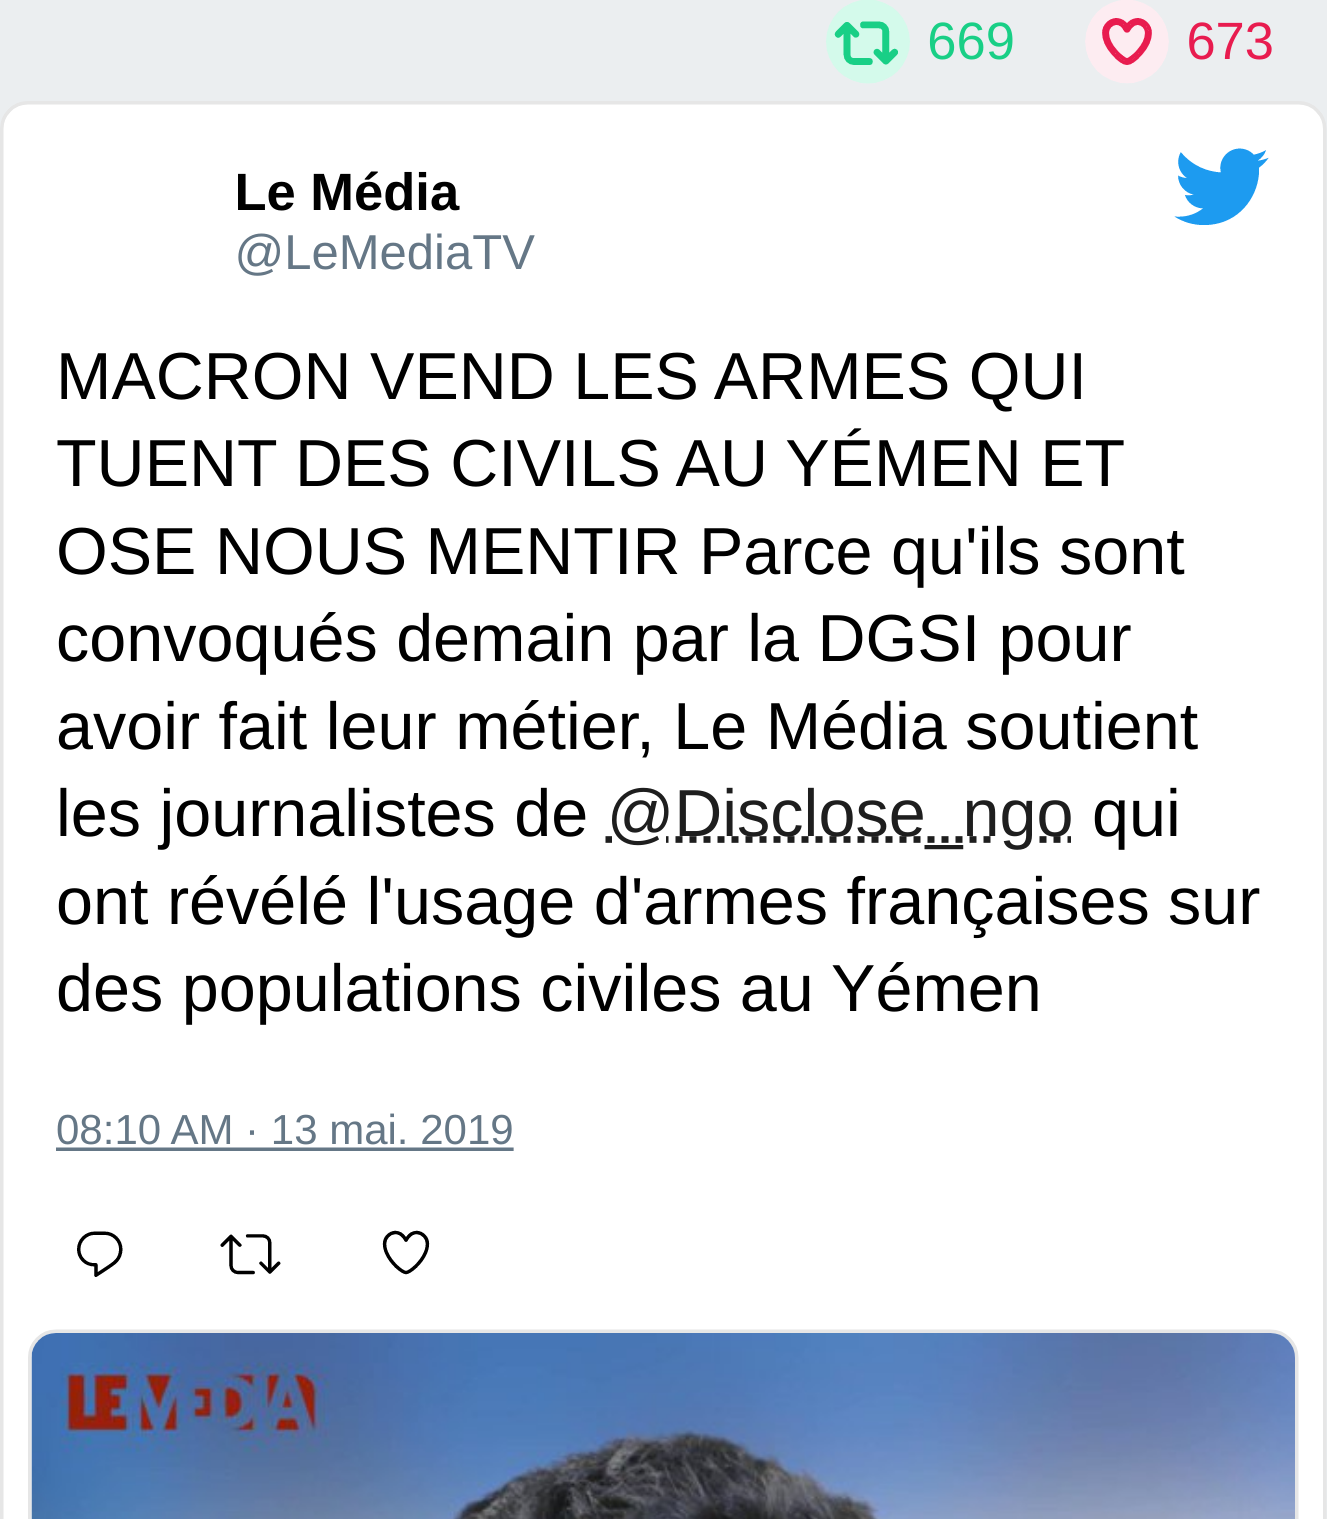 669 673
Le Média
@LeMediaTV
MACRON VEND LES ARMES QUI
TUENT DES CIVILS AU YÉMEN ET
OSE NOUS MENTIR Parce qu'ils sont
convoqués demain par la DGSI pour
avoir fait leur métier, Le Média soutient
les journalistes de @Disclose_ngo qui
ont révélé l'usage d'armes françaises sur
des populations civiles au Yémen
08:10 AM · 13 mai. 2019
LE MEDIA